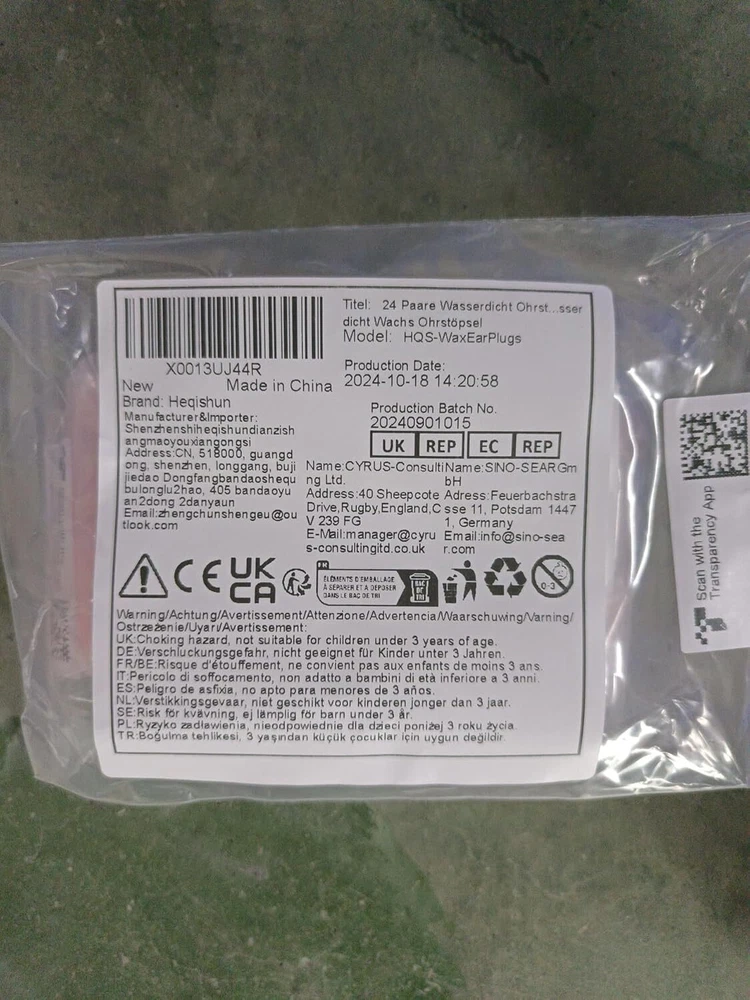 Titel: 24 Paare Wasserdicht Ohrst...sser
dicht Wachs Ohrstöpsel
Model: HQS-WaxEarPlugs
X0013UJ44R
New Made in China
Brand: Heqishun
Production Date:
2024-10-18 14:20:58
Production Batch No.
20240901015
Manufacturer&Importer:
Shenzhenshiheqishundianzish
angmaoyouxiangongsi
Address:CN, 518000, guangd
ong, shenzhen, longgang, buji
jiedao Dongfangbandaoshequ
bulonglu2hao, 405 bandaoyu
an2dong 2danyaun
Email:zhengchunshengeu@ou
tlook.com
UK REP
Name:CYRUS-Consulti
ng Ltd.
Address:40 Sheepcote
Drive,Rugby,England,C
V 239 FG
E-Mail:manager@cyru
s-consultingitd.co.uk
EC REP
Name:SINO-SEARGm
bH
Adress:Feuerbachstra
sse 11, Potsdam 1447
1, Germany
Email:info@sino-sea
r.com
CE
UK
CA
FR
ÉLÉMENTS D'EMBALLAGE
À SÉPARER ET À DÉPOSER
DANS LE BAC DE TRI
BAC
DE
TRI
0-3
Warning/Achtung/Avertissement/Attenzione/Advertencia/Waarschuwing/Varning/
Ostrzeżenie/Uyarı/Avertissement:
UK:Choking hazard, not suitable for children under 3 years of age.
DE:Verschluckungsgefahr, nicht geeignet für Kinder unter 3 Jahren.
FR/BE:Risque d'étouffement, ne convient pas aux enfants de moins 3 ans.
IT:Pericolo di soffocamento, non adatto a bambini di età inferiore a 3 anni.
ES:Peligro de asfixia, no apto para menores de 3 años.
NL:Verstikkingsgevaar, niet geschikt voor kinderen jonger dan 3 jaar.
SE:Risk för kvävning, ej lämplig för barn under 3 år.
PL:Ryzyko zadławienia, nieodpowiednie dla dzieci poniżej 3 roku życia.
TR:Boğulma tehlikesi, 3 yaşından küçük çocuklar için uygun değildir.
Scan with the
Transparency App